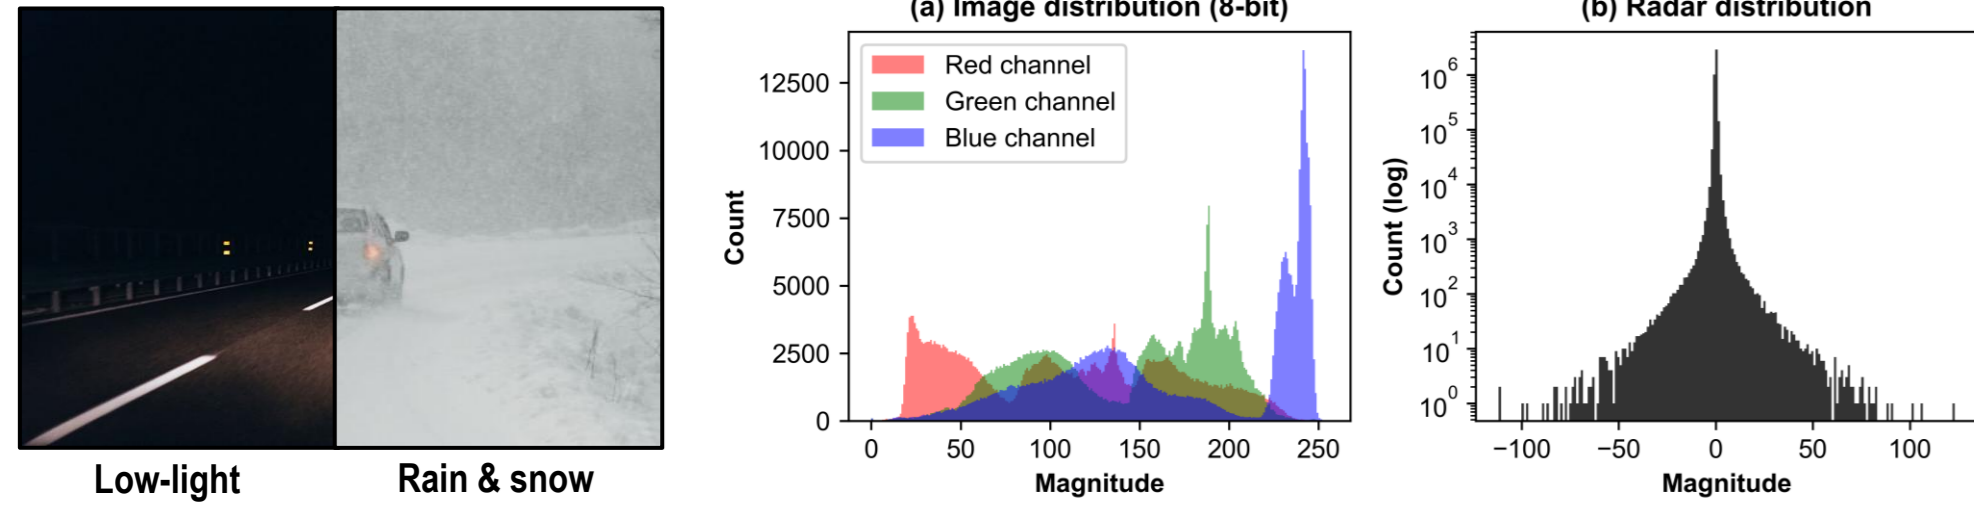 Low-light
Rain & snow
(a) Image distribution (8-bit)
Red channel
Green channel
Blue channel
12500
10000
7500
5000
2500
0
Count
0 50 100 150 200 250
Magnitude
(b) Radar distribution
10^6
10^5
10^4
10^3
10^2
10^1
10^0
Count (log)
−100 −50 0 50 100
Magnitude